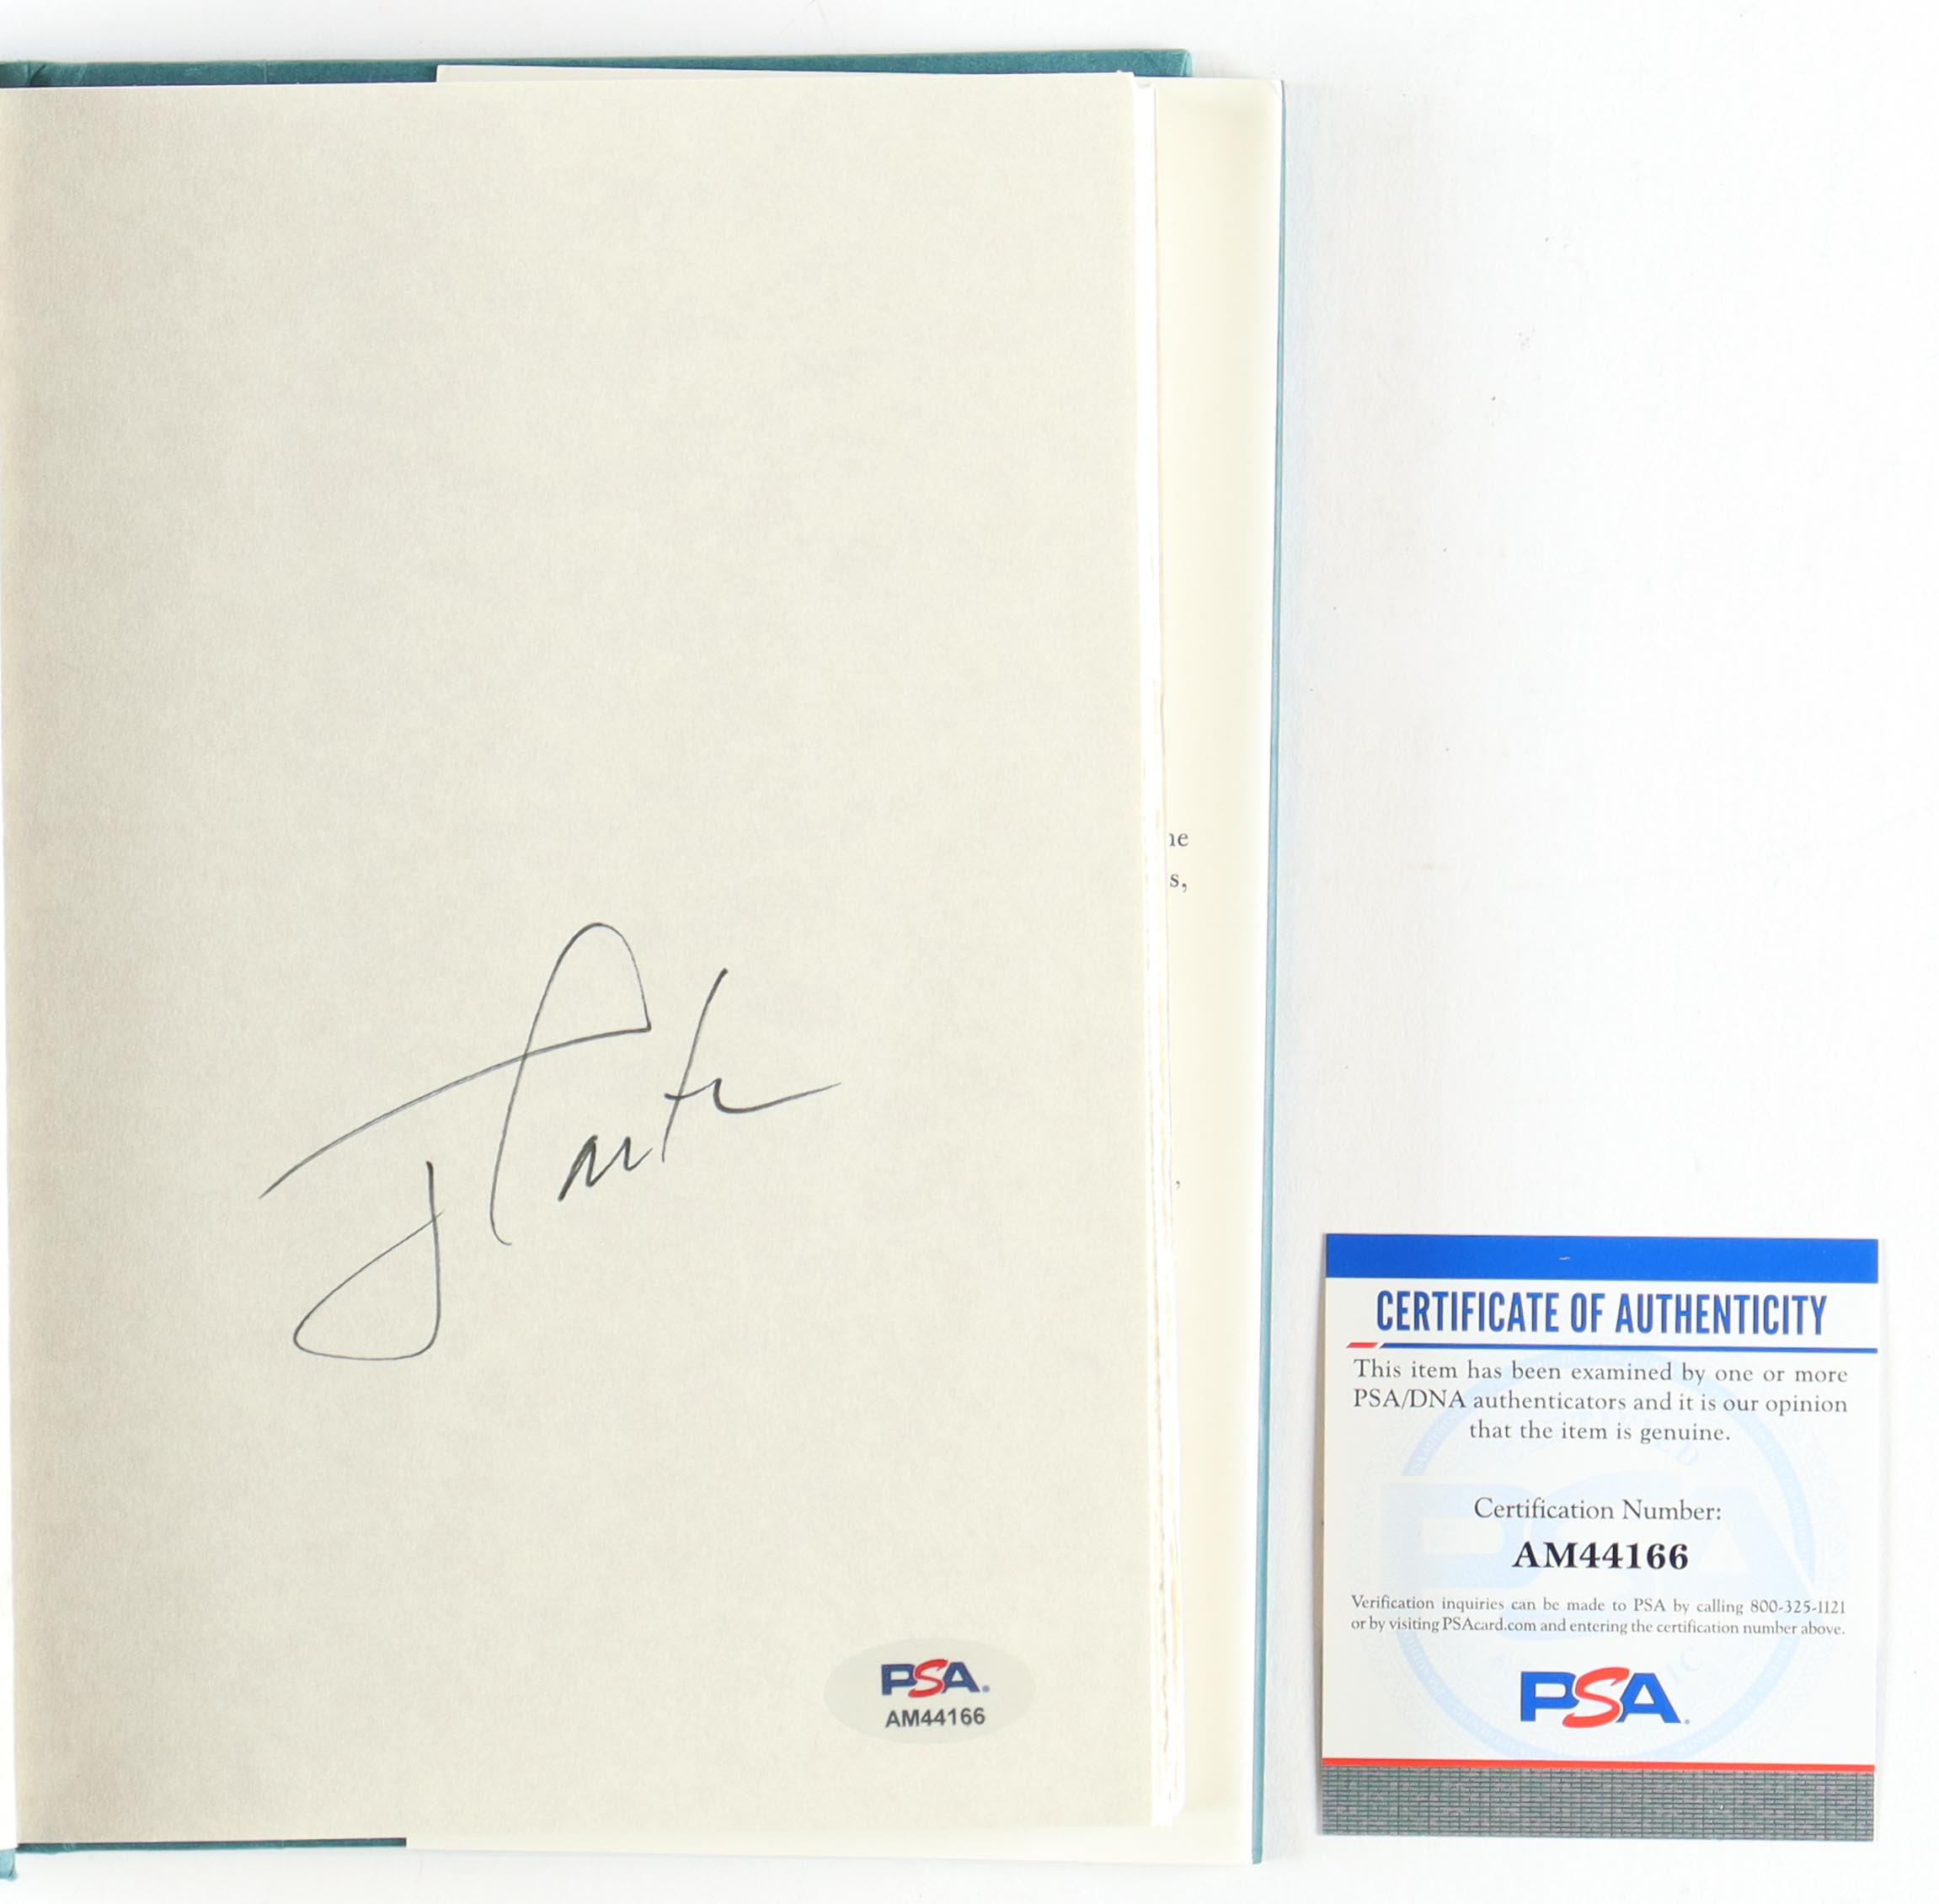 he
s,
,
J Carter
PSA.
AM44166
CERTIFICATE OF AUTHENTICITY
This item has been examined by one or more
PSA/DNA authenticators and it is our opinion
that the item is genuine.
Certification Number:
AM44166
Verification inquiries can be made to PSA by calling 800-325-1121
or by visiting PSAcard.com and entering the certification number above.
PSA.